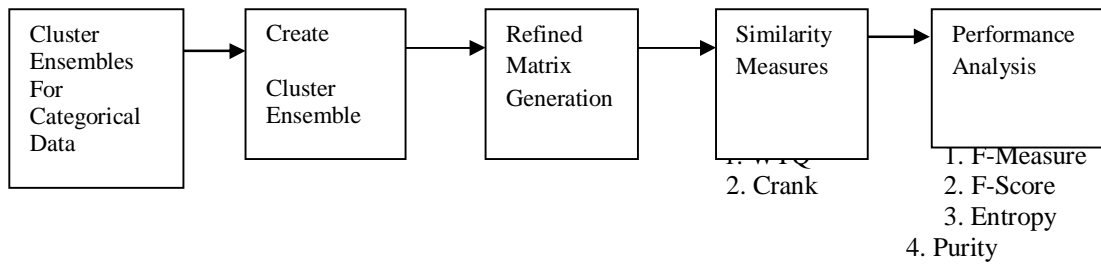 Cluster
Ensembles
For
Categorical
Data
Create
Cluster
Ensemble
Refined
Matrix
Generation
Similarity
Measures
2. Crank
Performance
Analysis
1. F-Measure
2. F-Score
3. Entropy
4. Purity